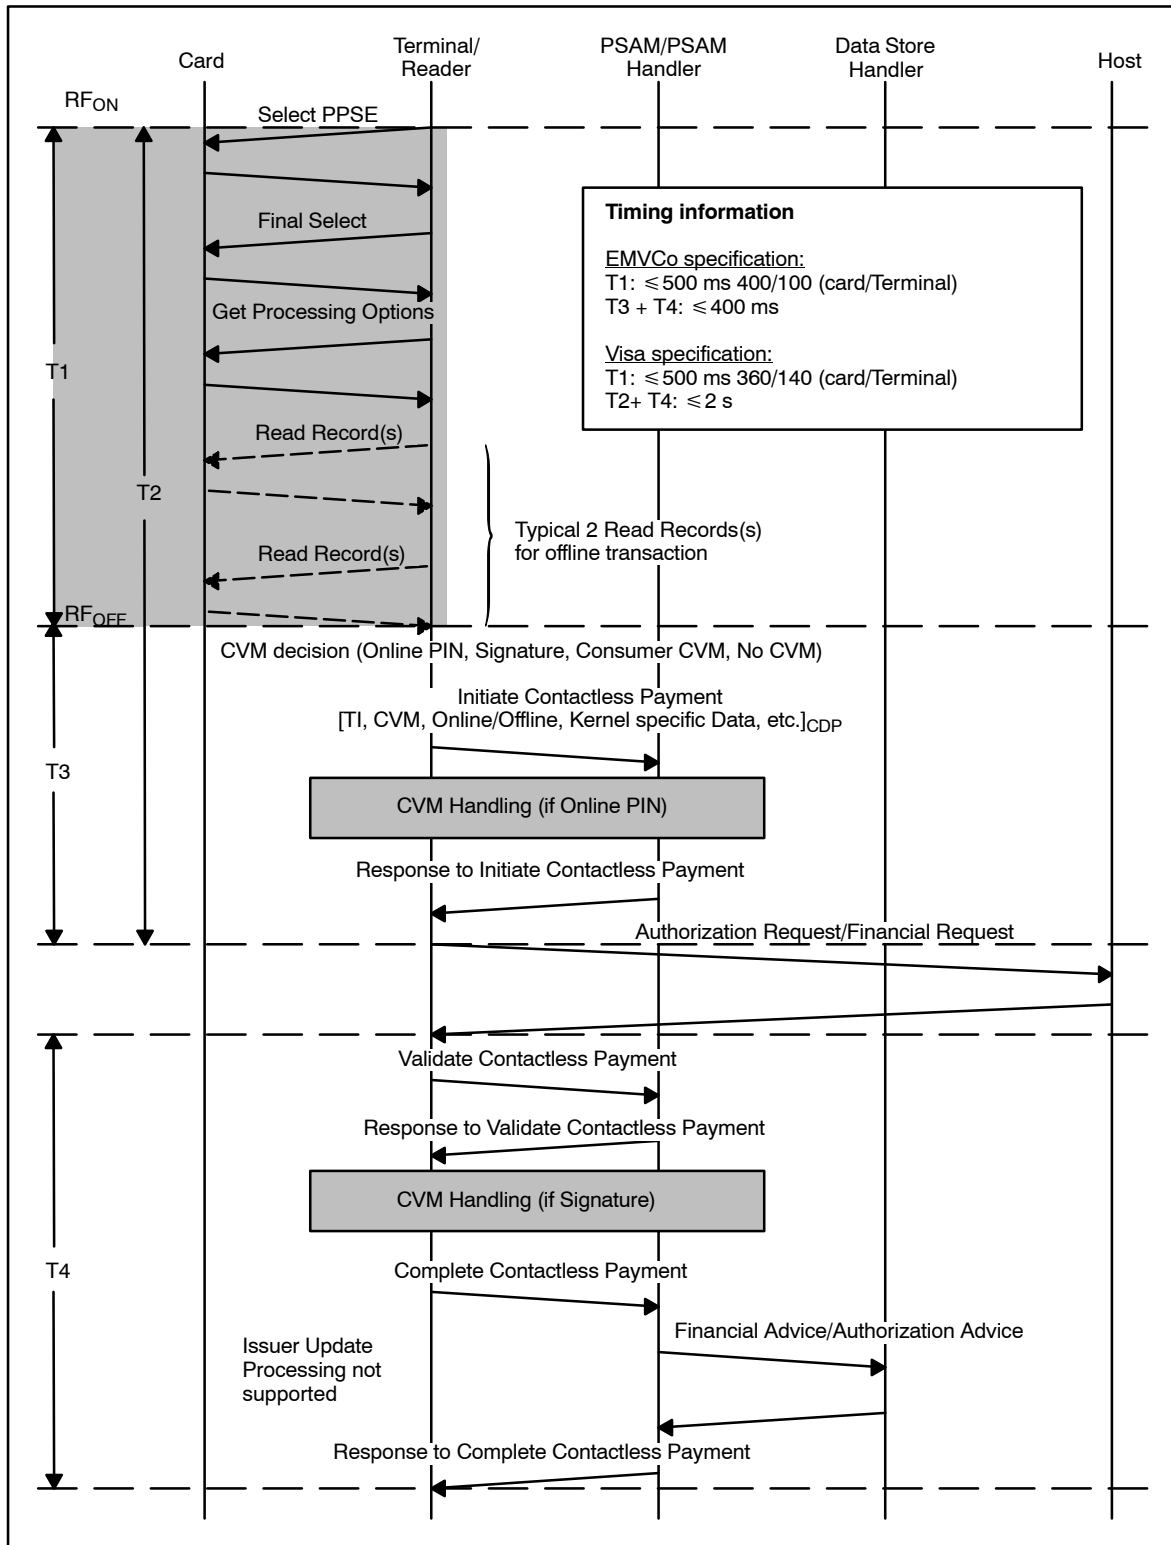 Card
Terminal/
Reader
PSAM/PSAM
Handler
Data Store
Handler
Host
RFON
Select PPSE
Final Select
Get Processing Options
Timing information
EMVCo specification:
T1: ≤500 ms 400/100 (card/Terminal)
T3 + T4: ≤400 ms
Visa specification:
T1: ≤500 ms 360/140 (card/Terminal)
T2+ T4: ≤2 s
T1
Read Record(s)
T2
Typical 2 Read Records(s)
for offline transaction
Read Record(s)
RFOFF
CVM decision (Online PIN, Signature, Consumer CVM, No CVM)
Initiate Contactless Payment
[TI, CVM, Online/Offline, Kernel specific Data, etc.]CDP
T3
CVM Handling (if Online PIN)
Response to Initiate Contactless Payment
Authorization Request/Financial Request
Validate Contactless Payment
Response to Validate Contactless Payment
CVM Handling (if Signature)
T4
Complete Contactless Payment
Financial Advice/Authorization Advice
Issuer Update
Processing not
supported
Response to Complete Contactless Payment